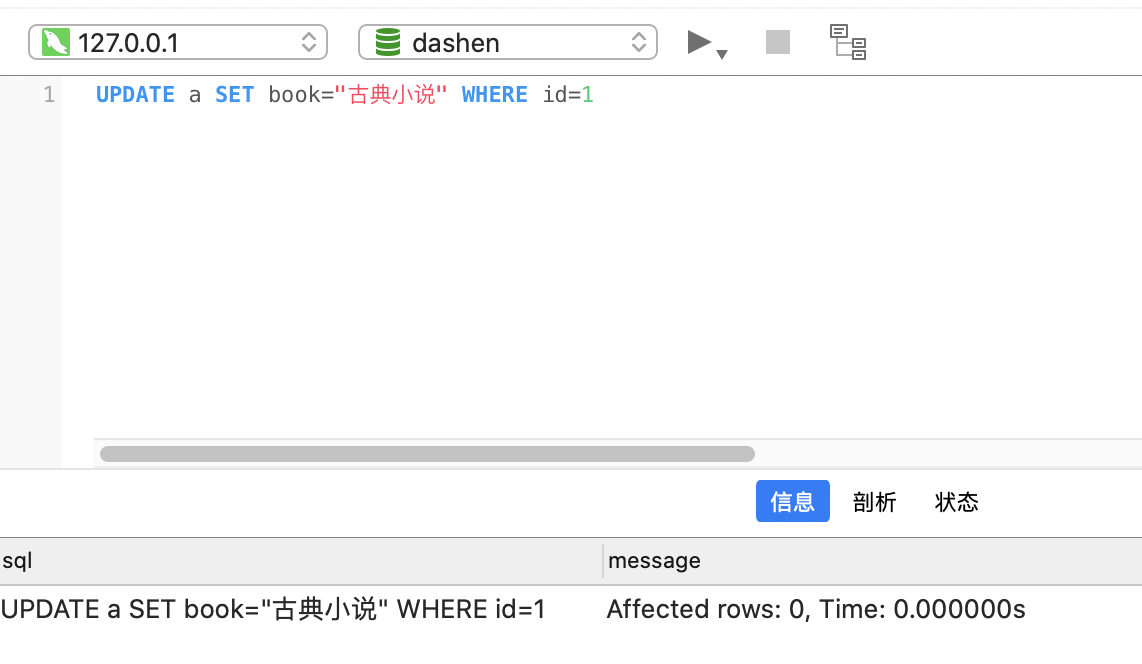 127.0.0.1 dashen
1 UPDATE a SET book="古典小说" WHERE id=1
信息 剖析 状态
sql message
UPDATE a SET book="古典小说" WHERE id=1 Affected rows: 0, Time: 0.000000s